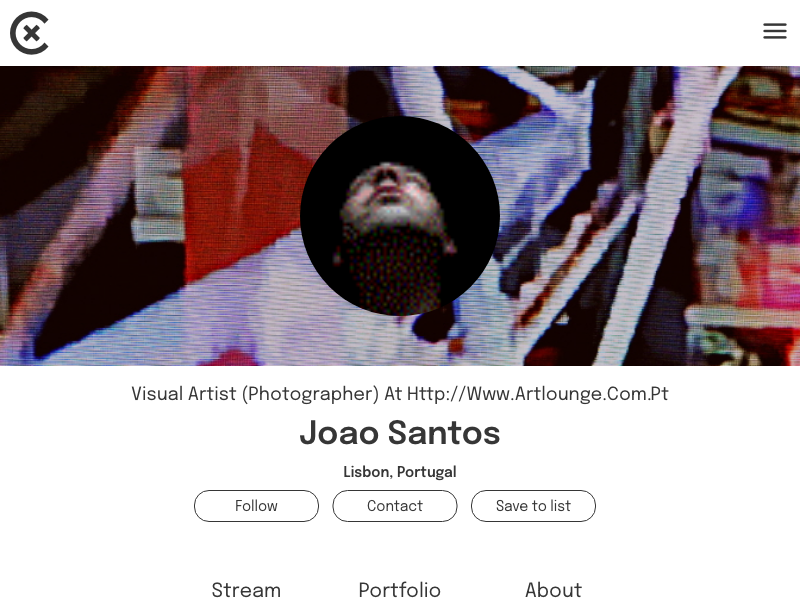 Visual Artist (Photographer) At Http://Www.Artlounge.Com.Pt
Joao Santos
Lisbon, Portugal
Follow Contact Save to list
Stream Portfolio About